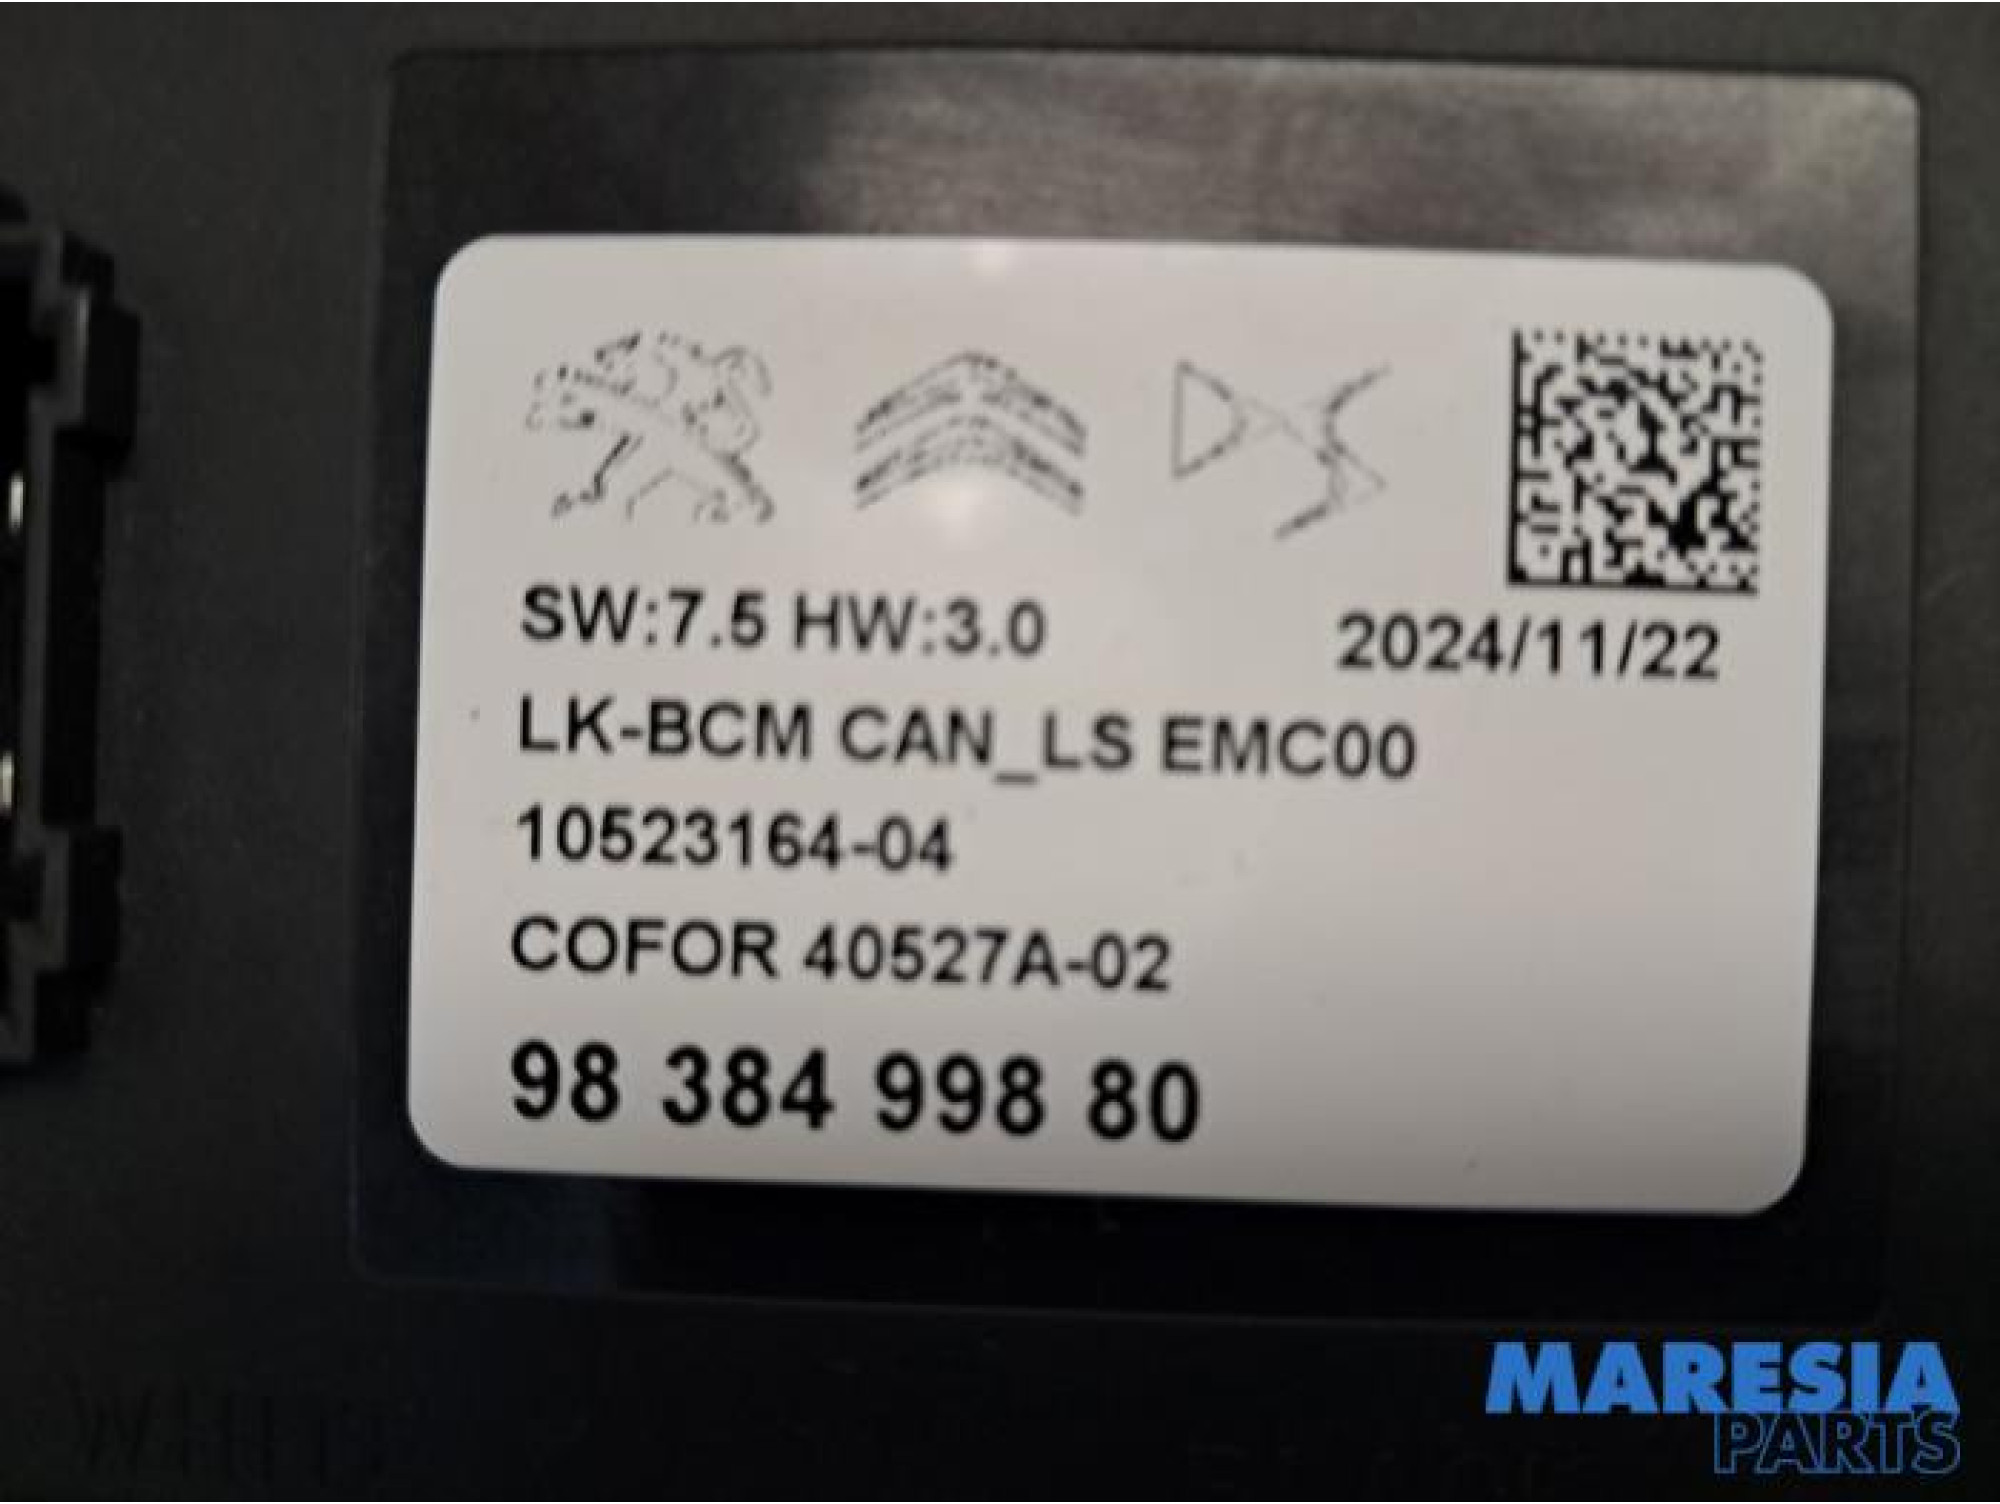 DS
SW:7.5 HW:3.0 2024/11/22
LK-BCM CAN_LS EMC00
10523164-04
COFOR 40527A-02
98 384 998 80
MARESIA
PARTS